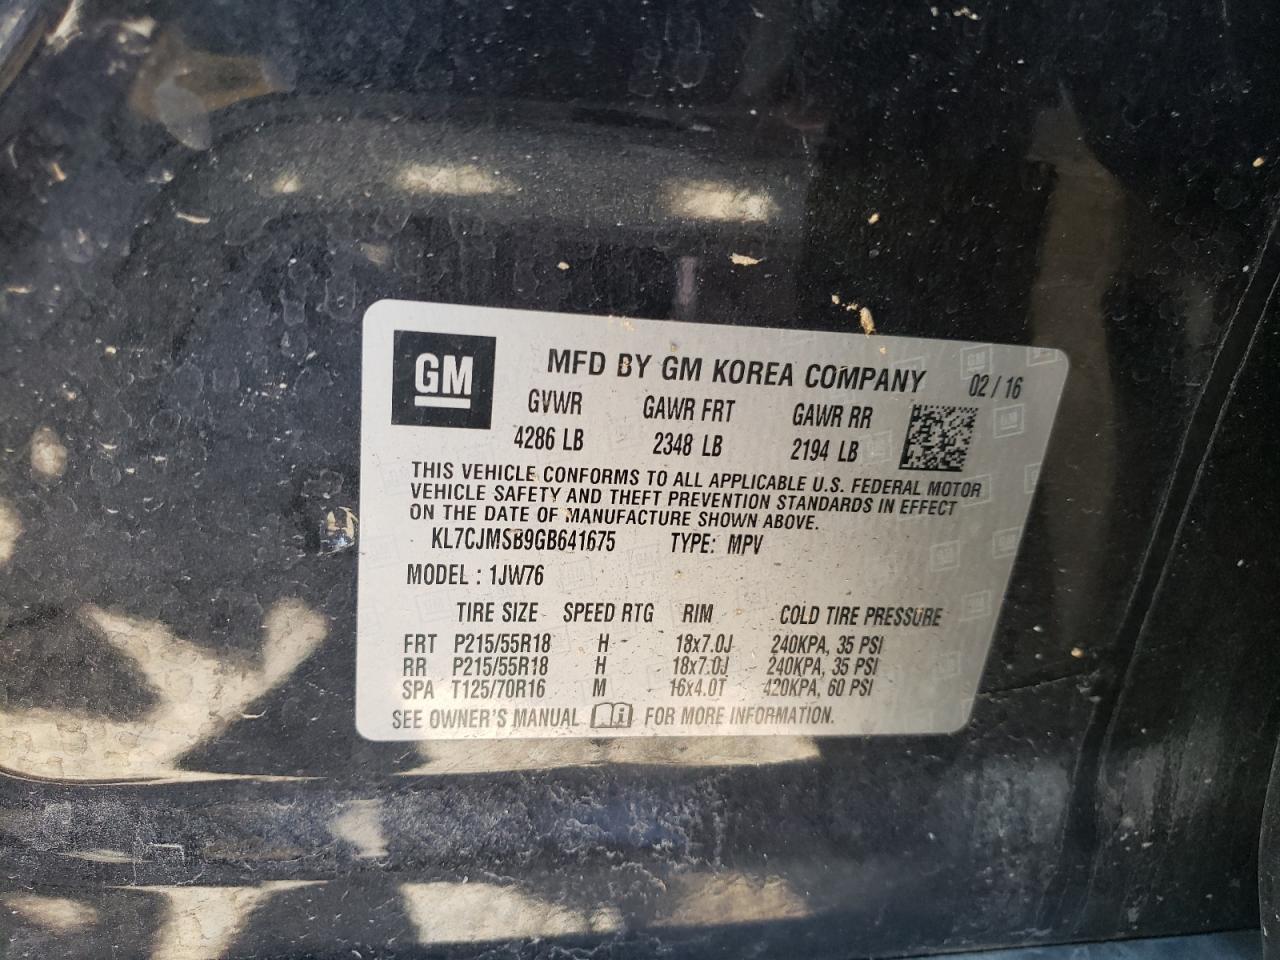 GM
MFD BY GM KOREA COMPANY 02 / 16
GVWR GAWR FRT GAWR RR
4286 LB 2348 LB 2194 LB
THIS VEHICLE CONFORMS TO ALL APPLICABLE U.S. FEDERAL MOTOR
VEHICLE SAFETY AND THEFT PREVENTION STANDARDS IN EFFECT
ON THE DATE OF MANUFACTURE SHOWN ABOVE.
KL7CJMSB9GB641675 TYPE: MPV
MODEL : 1JW76
TIRE SIZE SPEED RTG RIM COLD TIRE PRESSURE
FRT P215/55R18 H 18x7.0J 240KPA, 35 PSI
RR P215/55R18 H 18x7.0J 240KPA, 35 PSI
SPA T125/70R16 M 16x4.0T 420KPA, 60 PSI
SEE OWNER'S MANUAL FOR MORE INFORMATION.